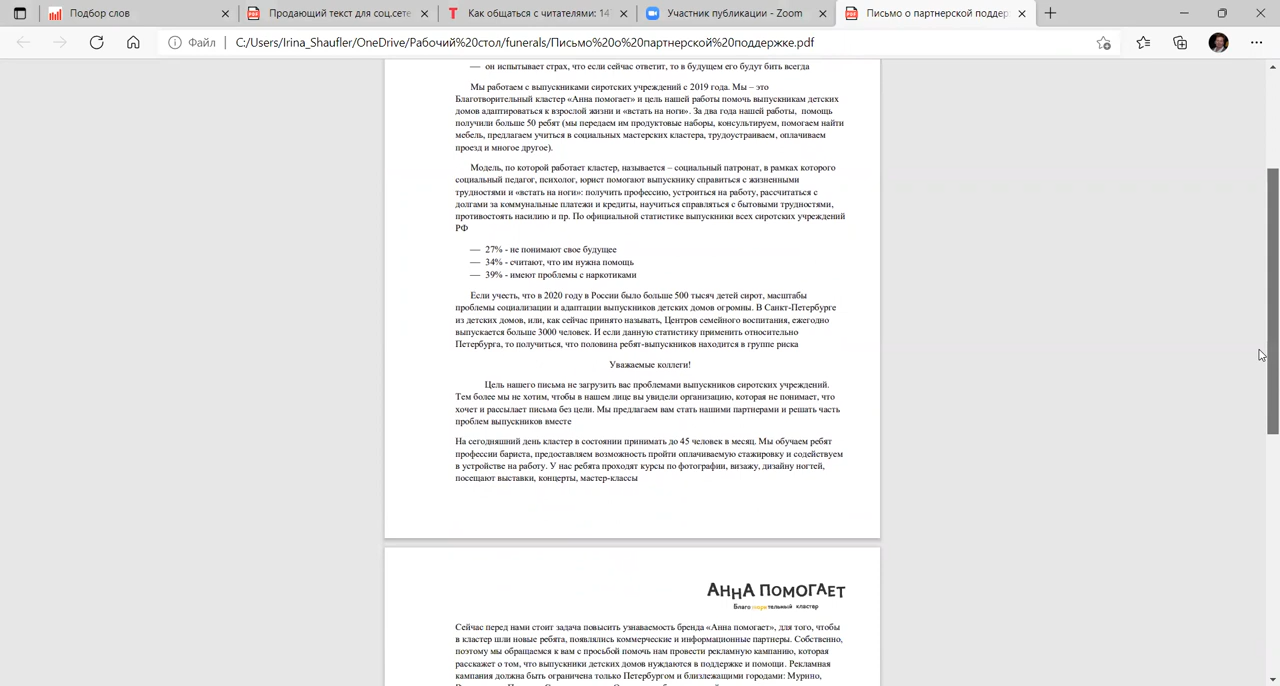 Подбор слов
Продающий текст для соц.сете
Как общаться с читателями: 14
Участник публикации - Zoom
Письмо о партнерской поддер
Файл
C:/Users/Irina_Shaufler/OneDrive/Рабочий%20стол/funerals/Письмо%20о%20партнерской%20поддержке.pdf
— он испытывает страх, что если сейчас ответит, то в будущем его будут бить всегда
Мы работаем с выпускниками сиротских учреждений с 2019 года. Мы – это
Благотворительный кластер «Анна помогает» и цель нашей работы помочь выпускникам детских
домов адаптироваться к взрослой жизни и «встать на ноги». За два года нашей работы, помощь
получили больше 50 ребят (мы передаем им продуктовые наборы, консультируем, помогаем найти
мебель, предлагаем учиться в социальных мастерских кластера, трудоустраиваем, оплачиваем
проезд и многое другое).
Модель, по которой работает кластер, называется – социальный патронат, в рамках которого
социальный педагог, психолог, юрист помогают выпускнику справиться с жизненными
трудностями и «встать на ноги»: получить профессию, устроиться на работу, рассчитаться с
долгами за коммунальные платежи и кредиты, научиться справляться с бытовыми трудностями,
противостоять насилию и пр. По официальной статистике выпускники всех сиротских учреждений
РФ
— 27% - не понимают свое будущее
— 34% - считают, что им нужна помощь
— 39% - имеют проблемы с наркотиками
Если учесть, что в 2020 году в России было больше 500 тысяч детей сирот, масштабы
проблемы социализации и адаптации выпускников детских домов огромны. В Санкт-Петербурге
из детских домов, или, как сейчас принято называть, Центров семейного воспитания, ежегодно
выпускается больше 3000 человек. И если данную статистику применить относительно
Петербурга, то получиться, что половина ребят-выпускников находится в группе риска
Уважаемые коллеги!
Цель нашего письма не загрузить вас проблемами выпускников сиротских учреждений.
Тем более мы не хотим, чтобы в нашем лице вы увидели организацию, которая не понимает, что
хочет и рассылает письма без цели. Мы предлагаем вам стать нашими партнерами и решать часть
проблем выпускников вместе
На сегодняшний день кластер в состоянии принимать до 45 человек в месяц. Мы обучаем ребят
профессии бариста, предоставляем возможность пройти оплачиваемую стажировку и содействуем
в устройстве на работу. У нас ребята проходят курсы по фотографии, визажу, дизайну ногтей,
посещают выставки, концерты, мастер-классы
АННА ПОМОГАЕТ
Благотворительный кластер
Сейчас перед нами стоит задача повысить узнаваемость бренда «Анна помогает», для того, чтобы
в кластер шли новые ребята, появлялись коммерческие и информационные партнеры. Собственно,
поэтому мы обращаемся к вам с просьбой помочь нам провести рекламную кампанию, которая
расскажет о том, что выпускники детских домов нуждаются в поддержке и помощи. Рекламная
кампания должна быть ограничена только Петербургом и близлежащими городами: Мурино,